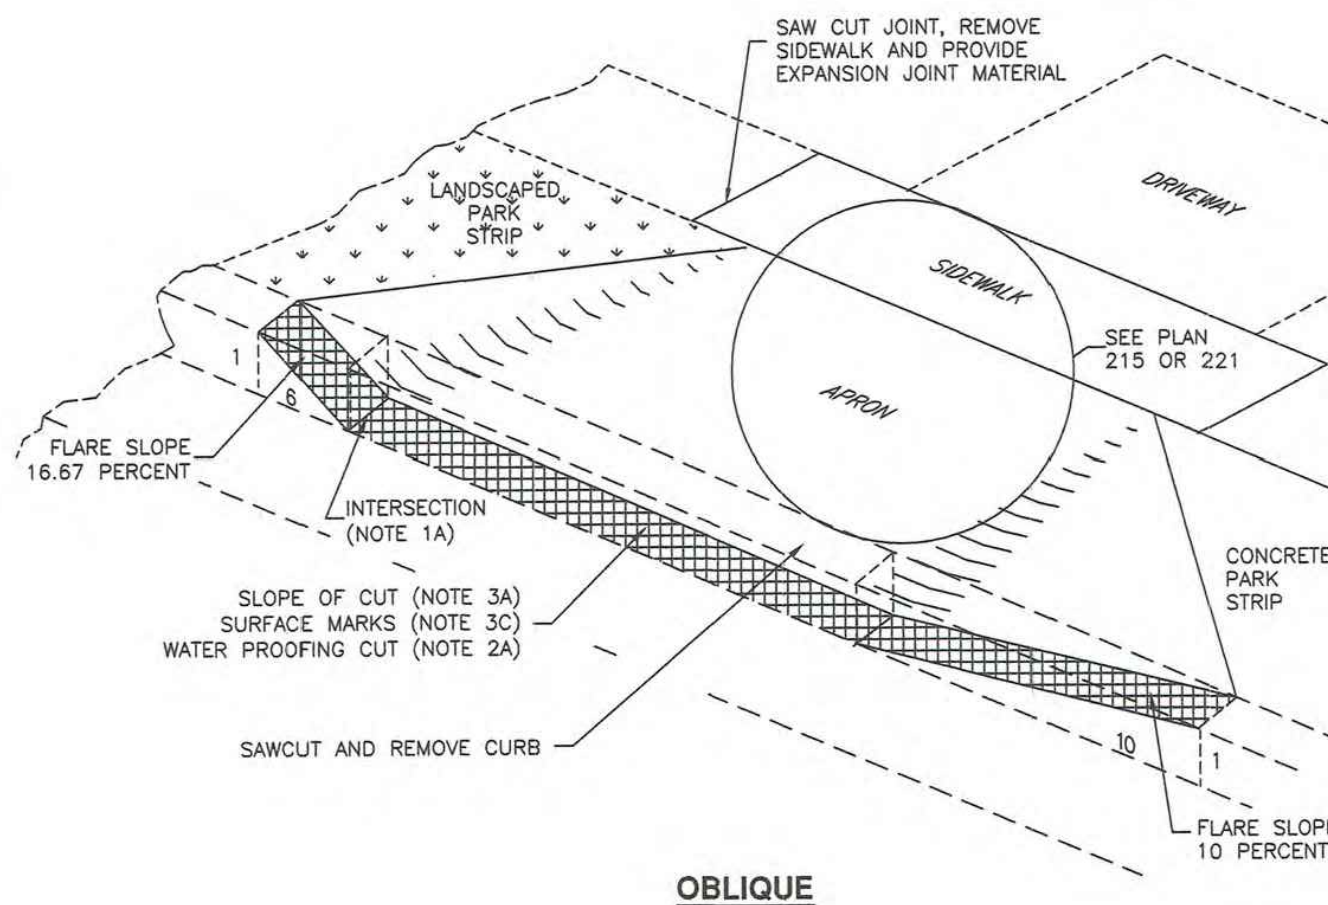 SAW CUT JOINT, REMOVE
SIDEWALK AND PROVIDE
EXPANSION JOINT MATERIAL
DRIVEWAY
LANDSCAPED
PARK
STRIP
SIDEWALK
SEE PLAN
215 OR 221
APRON
1
6
FLARE SLOPE
16.67 PERCENT
INTERSECTION
(NOTE 1A)
CONCRETE
PARK
STRIP
SLOPE OF CUT (NOTE 3A)
SURFACE MARKS (NOTE 3C)
WATER PROOFING CUT (NOTE 2A)
SAWCUT AND REMOVE CURB
10
1
FLARE SLOPE
10 PERCENT
OBLIQUE